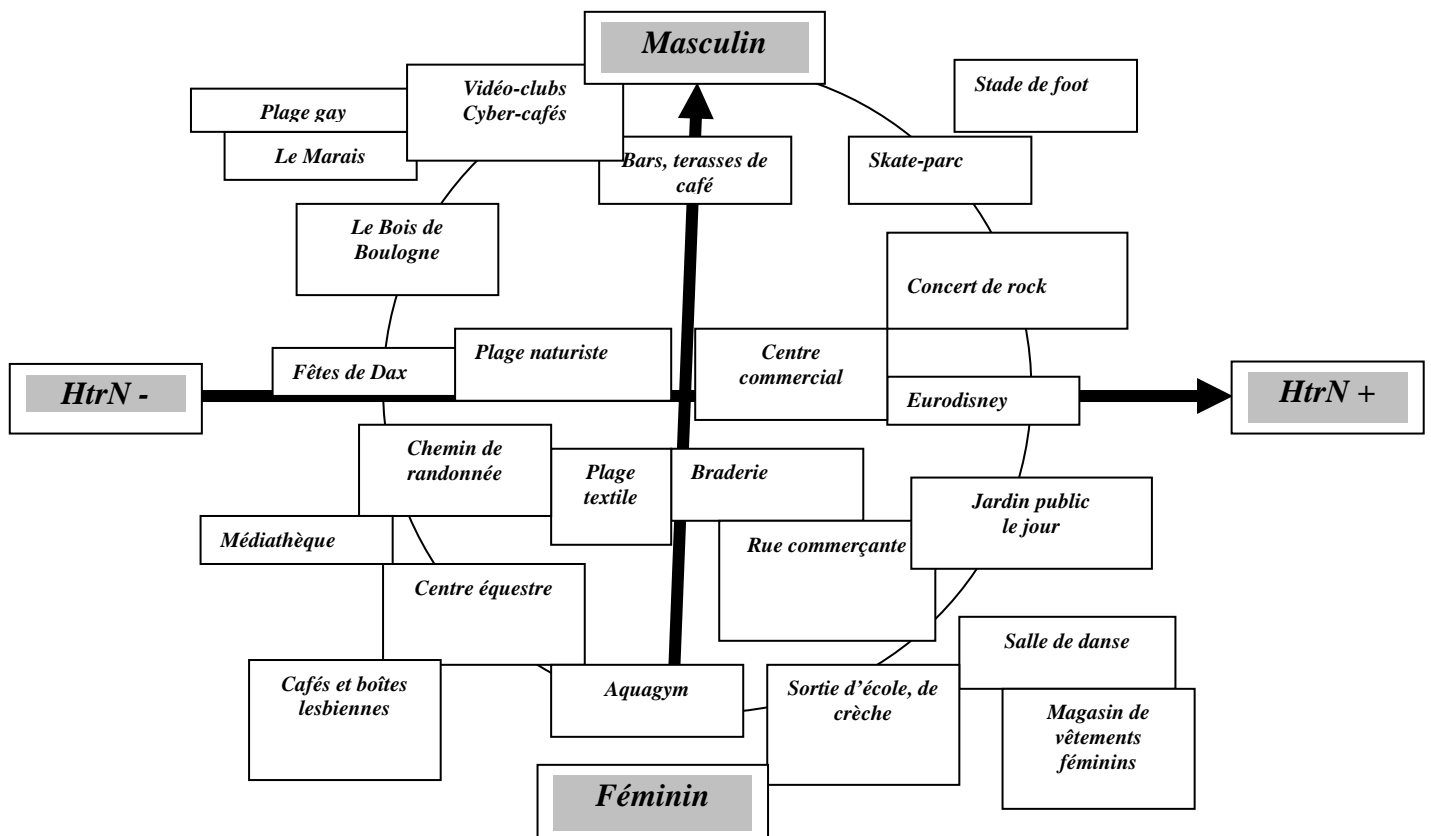 Masculin
Stade de foot
Vidéo-clubs
Cyber-cafés
Plage gay
Le Marais
Bars, terasses de
café
Skate-parc
Le Bois de
Boulogne
Concert de rock
Fêtes de Dax
Plage naturiste
Centre
commercial
HtrN -
Eurodisney
HtrN +
Chemin de
randonnée
Plage
textile
Braderie
Jardin public
le jour
Médiathèque
Rue commerçante
Centre équestre
Salle de danse
Cafés et boîtes
lesbiennes
Aquagym
Sortie d'école, de
crèche
Magasin de
vêtements
féminins
Féminin